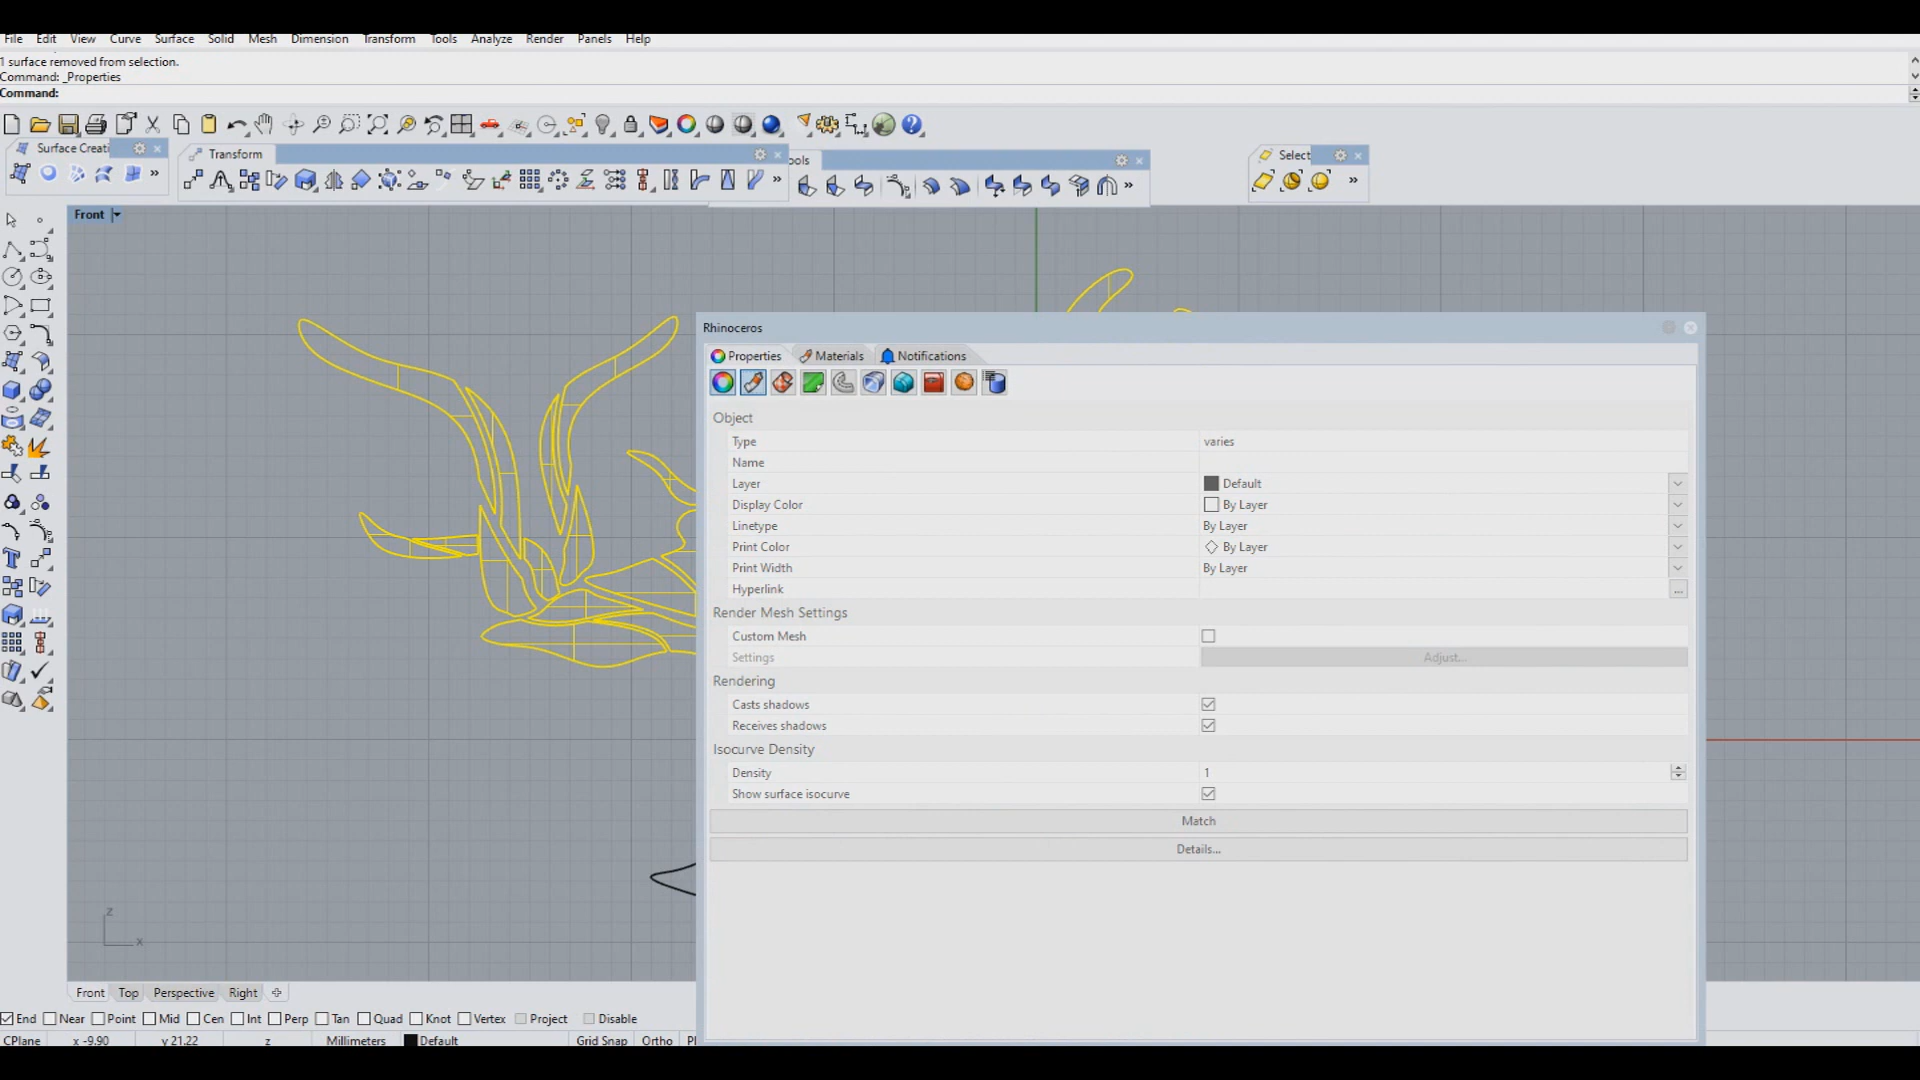 File Edit View Curve Surface Solid Mesh Dimension Transform Tools Analyze Render Panels Help
1 surface removed from selection.
Command: _Properties
Command:
Surface Creati
Transform
ools
Select
Front
Rhinoceros
Properties Materials Notifications
Object
Type varies
Name
Layer Default
Display Color By Layer
Linetype By Layer
Print Color By Layer
Print Width By Layer
Hyperlink ...
Render Mesh Settings
Custom Mesh
Settings Adjust...
Rendering
Casts shadows
Receives shadows
Isocurve Density
Density 1
Show surface isocurve
Match
Details...
z
x
Front Top Perspective Right
End Near Point Mid Cen Int Perp Tan Quad Knot Vertex Project Disable
CPlane x -9.90 y 21.22 z Millimeters Default Grid Snap Ortho Pl